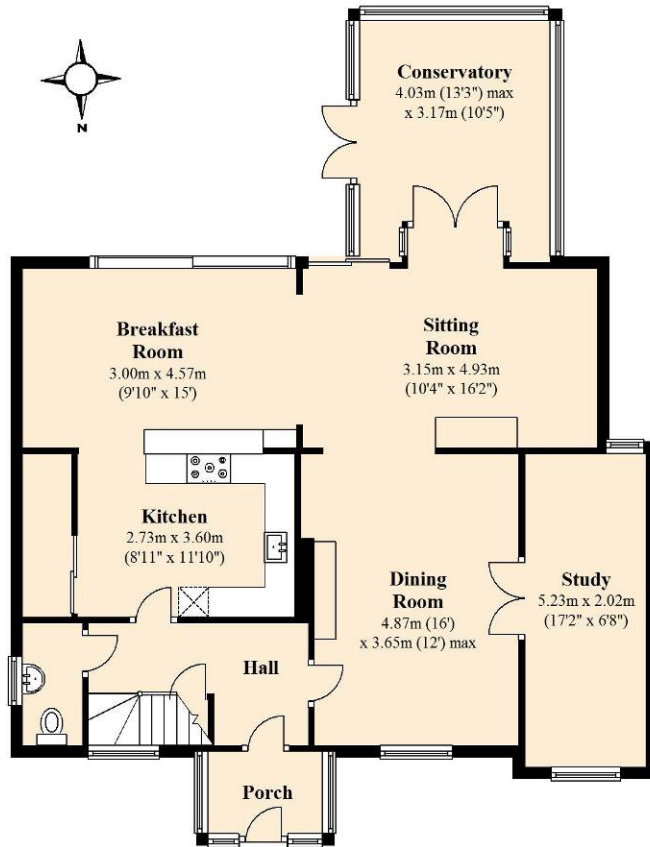 N
Conservatory
4.03m (13'3") max
x 3.17m (10'5")
Breakfast
Room
3.00m x 4.57m
(9'10" x 15')
Sitting
Room
3.15m x 4.93m
(10'4" x 16'2")
Kitchen
2.73m x 3.60m
(8'11" x 11'10")
Dining
Room
4.87m (16')
x 3.65m (12') max
Study
5.23m x 2.02m
(17'2" x 6'8")
Hall
Porch